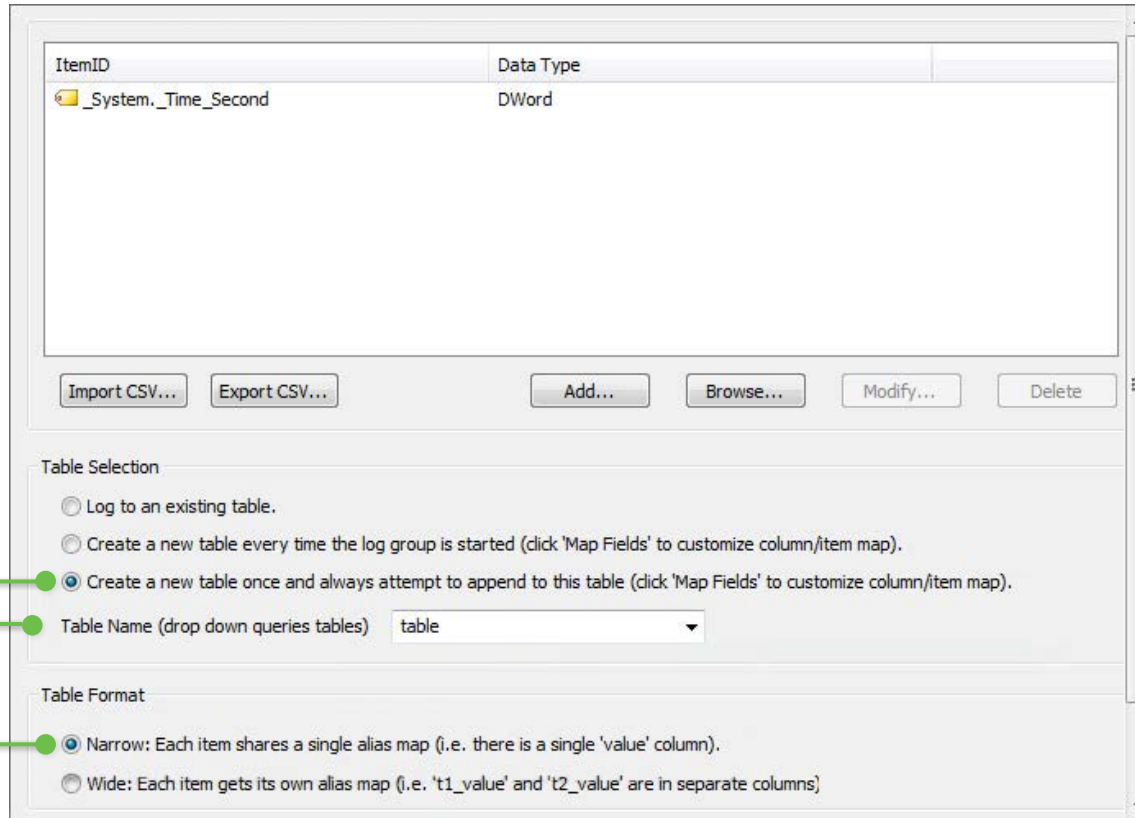 ItemID Data Type
_System._Time_Second DWord
Import CSV... Export CSV... Add... Browse... Modify... Delete
Table Selection
Log to an existing table.
Create a new table every time the log group is started (click 'Map Fields' to customize column/item map).
Create a new table once and always attempt to append to this table (click 'Map Fields' to customize column/item map).
Table Name (drop down queries tables) table
Table Format
Narrow: Each item shares a single alias map (i.e. there is a single 'value' column).
Wide: Each item gets its own alias map (i.e. 't1_value' and 't2_value' are in separate columns)